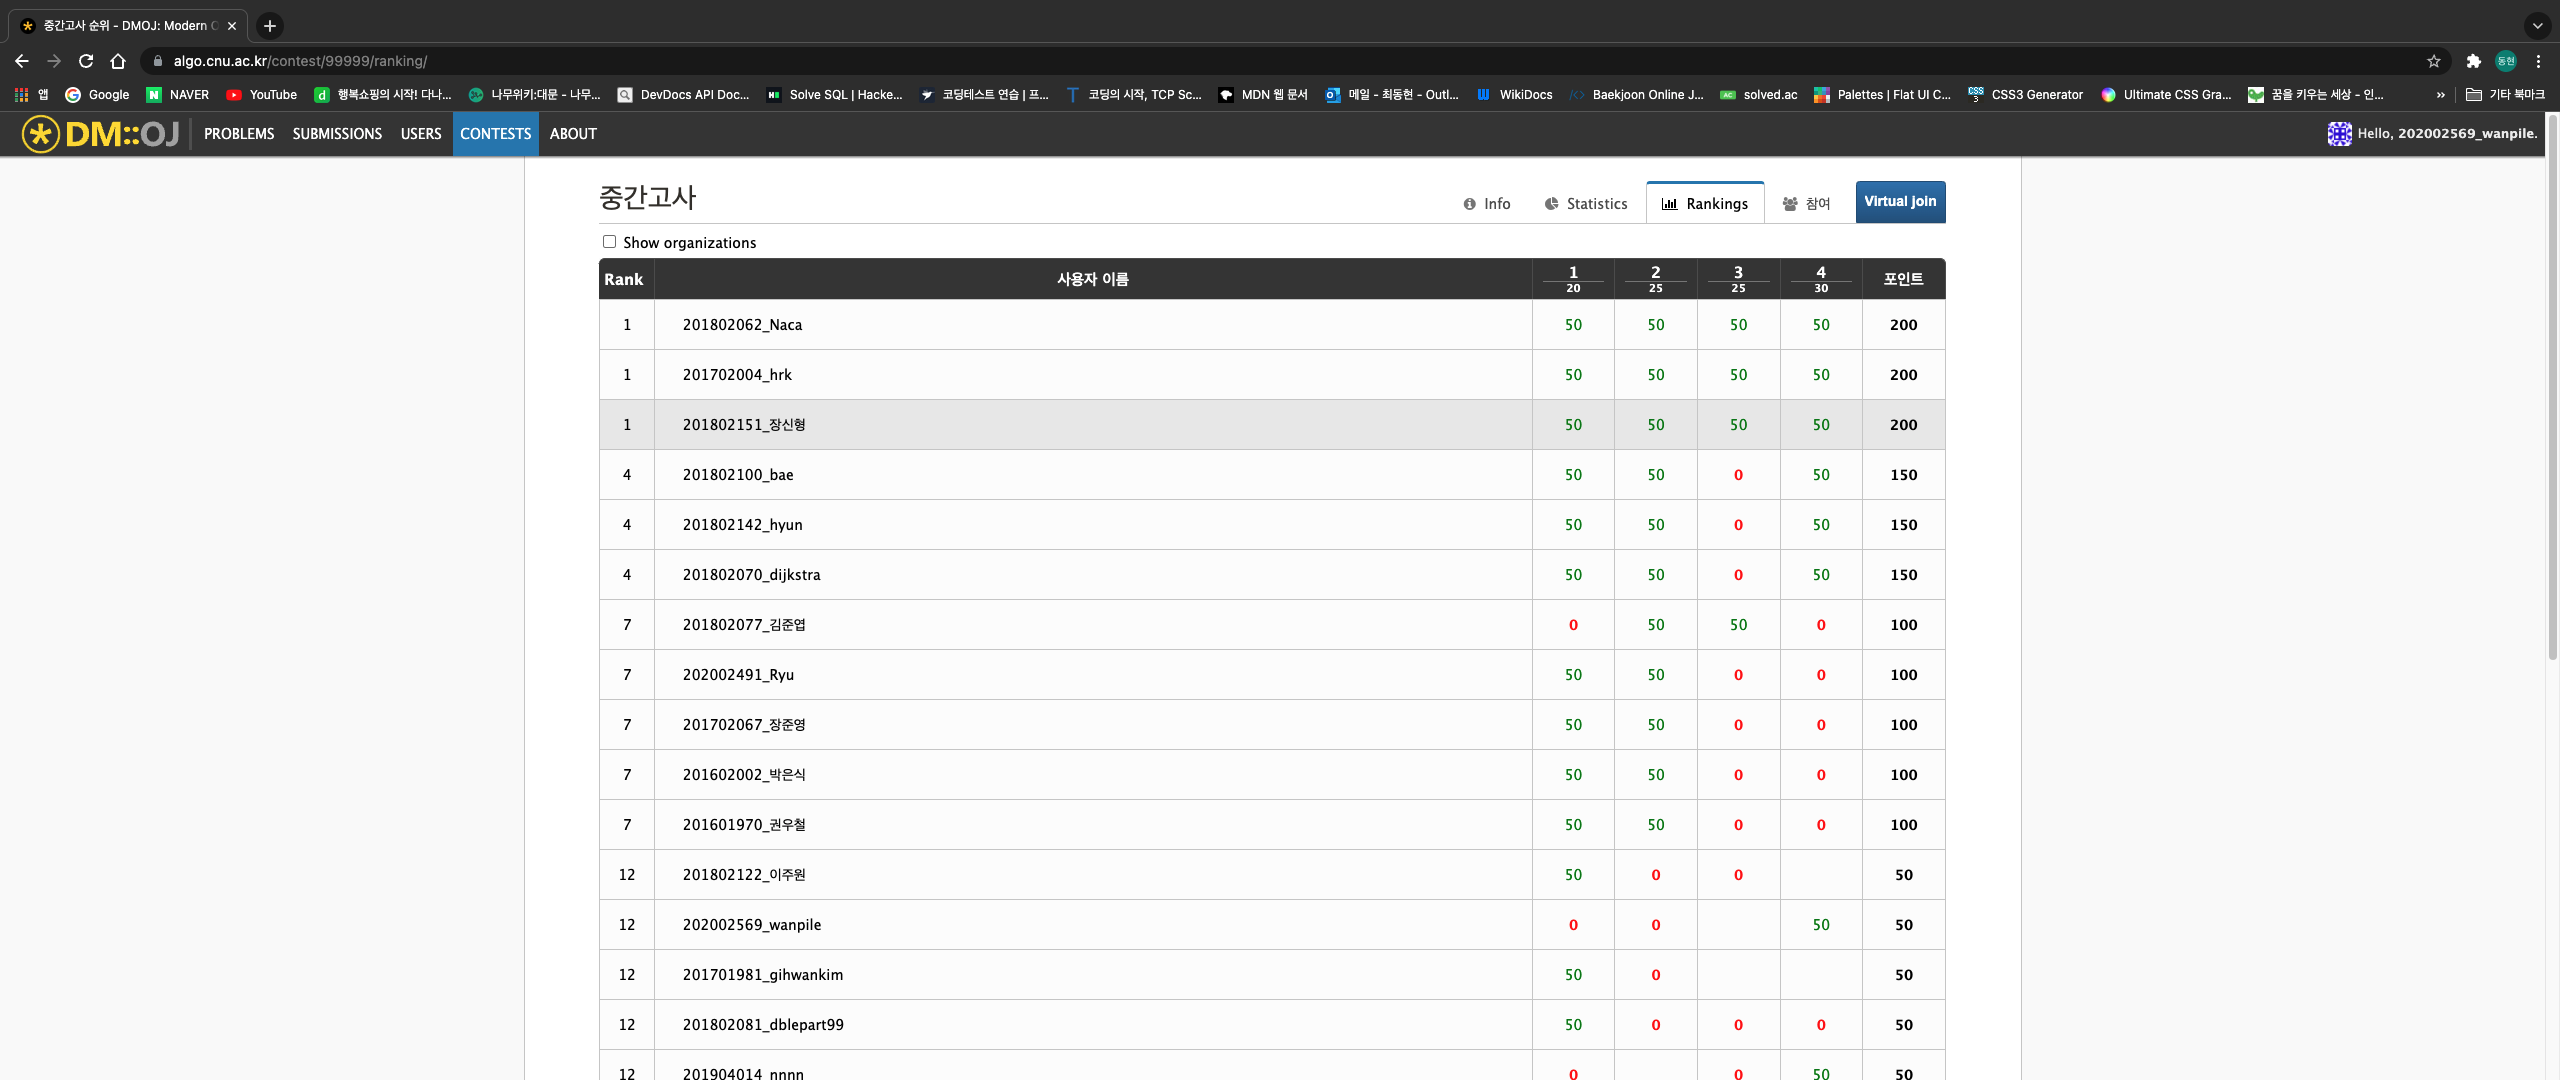 중간고사 순위 - DMOJ: Modern O
algo.cnu.ac.kr/contest/99999/ranking/
동현
앱 Google NAVER YouTube 행복쇼핑의 시작! 다나... 나무위키:대문 - 나무... DevDocs API Doc... Solve SQL | Hacke... 코딩테스트 연습 | 프... 코딩의 시작, TCP Sc... MDN 웹 문서 메일 - 최동현 - Outl... WikiDocs Baekjoon Online J... solved.ac Palettes | Flat UI C... CSS3 Generator Ultimate CSS Gra... 꿈을 키우는 세상 - 인... » 기타 북마크
DM::OJ PROBLEMS SUBMISSIONS USERS CONTESTS ABOUT Hello, 202002569_wanpile.
중간고사 Info Statistics Rankings 참여 Virtual join
Show organizations
Rank 사용자 이름 1 2 3 4 포인트
20 25 25 30
1 201802062_Naca 50 50 50 50 200
1 201702004_hrk 50 50 50 50 200
1 201802151_장신형 50 50 50 50 200
4 201802100_bae 50 50 0 50 150
4 201802142_hyun 50 50 0 50 150
4 201802070_dijkstra 50 50 0 50 150
7 201802077_김준엽 0 50 50 0 100
7 202002491_Ryu 50 50 0 0 100
7 201702067_장준영 50 50 0 0 100
7 201602002_박은식 50 50 0 0 100
7 201601970_권우철 50 50 0 0 100
12 201802122_이주원 50 0 0 50
12 202002569_wanpile 0 0 50 50
12 201701981_gihwankim 50 0 50
12 201802081_dblepart99 50 0 0 0 50
12 201904014_nnnn 0 0 50 50